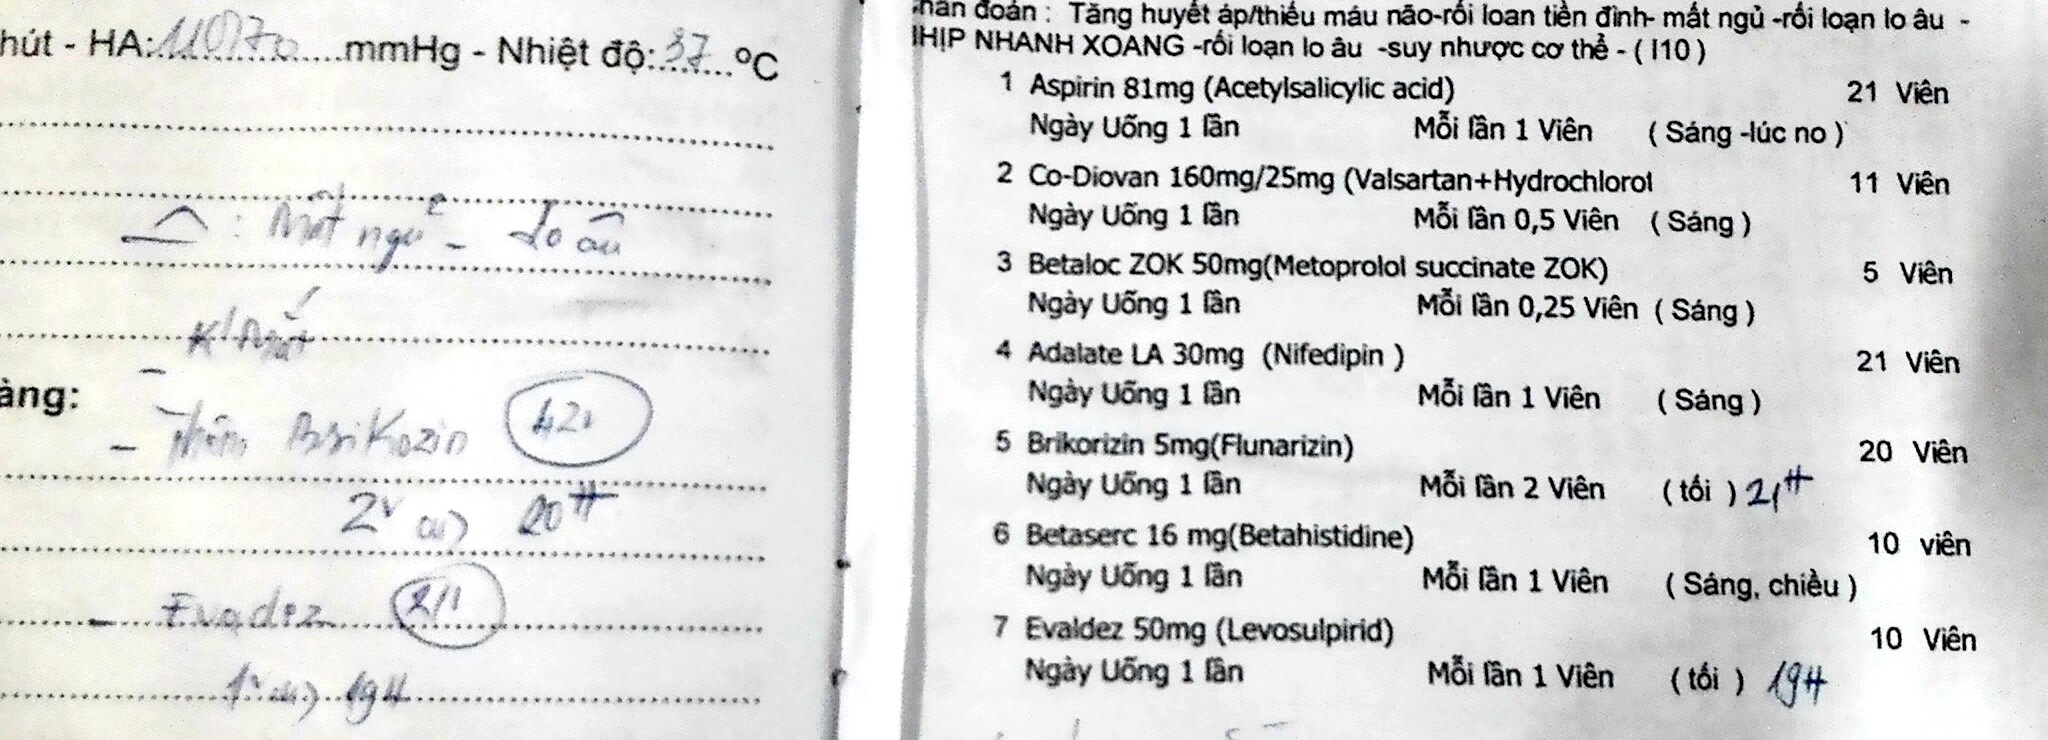 hút - HA: 110/70 mmHg - Nhiệt độ: 37 °C
: Mất ngủ - Lo âu
- K/
àng:
- Thêm Brikozin 42v
2v 20H
- Evadez 21v
1v 19H
hẩn đoán : Tăng huyết áp/thiếu máu não-rối loan tiền đình- mất ngủ -rối loạn lo âu -
NHỊP NHANH XOANG -rối loạn lo âu -suy nhược cơ thể - ( I10 )
1 Aspirin 81mg (Acetylsalicylic acid) 21 Viên
Ngày Uống 1 lần Mỗi lần 1 Viên ( Sáng -lúc no )
2 Co-Diovan 160mg/25mg (Valsartan+Hydrochlorol 11 Viên
Ngày Uống 1 lần Mỗi lần 0,5 Viên ( Sáng )
3 Betaloc ZOK 50mg(Metoprolol succinate ZOK) 5 Viên
Ngày Uống 1 lần Mỗi lần 0,25 Viên ( Sáng )
4 Adalate LA 30mg (Nifedipin ) 21 Viên
Ngày Uống 1 lần Mỗi lần 1 Viên ( Sáng )
5 Brikorizin 5mg(Flunarizin) 20 Viên
Ngày Uống 1 lần Mỗi lần 2 Viên ( tối ) 21H
6 Betaserc 16 mg(Betahistidine) 10 viên
Ngày Uống 1 lần Mỗi lần 1 Viên ( Sáng, chiều )
7 Evaldez 50mg (Levosulpirid) 10 Viên
Ngày Uống 1 lần Mỗi lần 1 Viên ( tối ) 19H